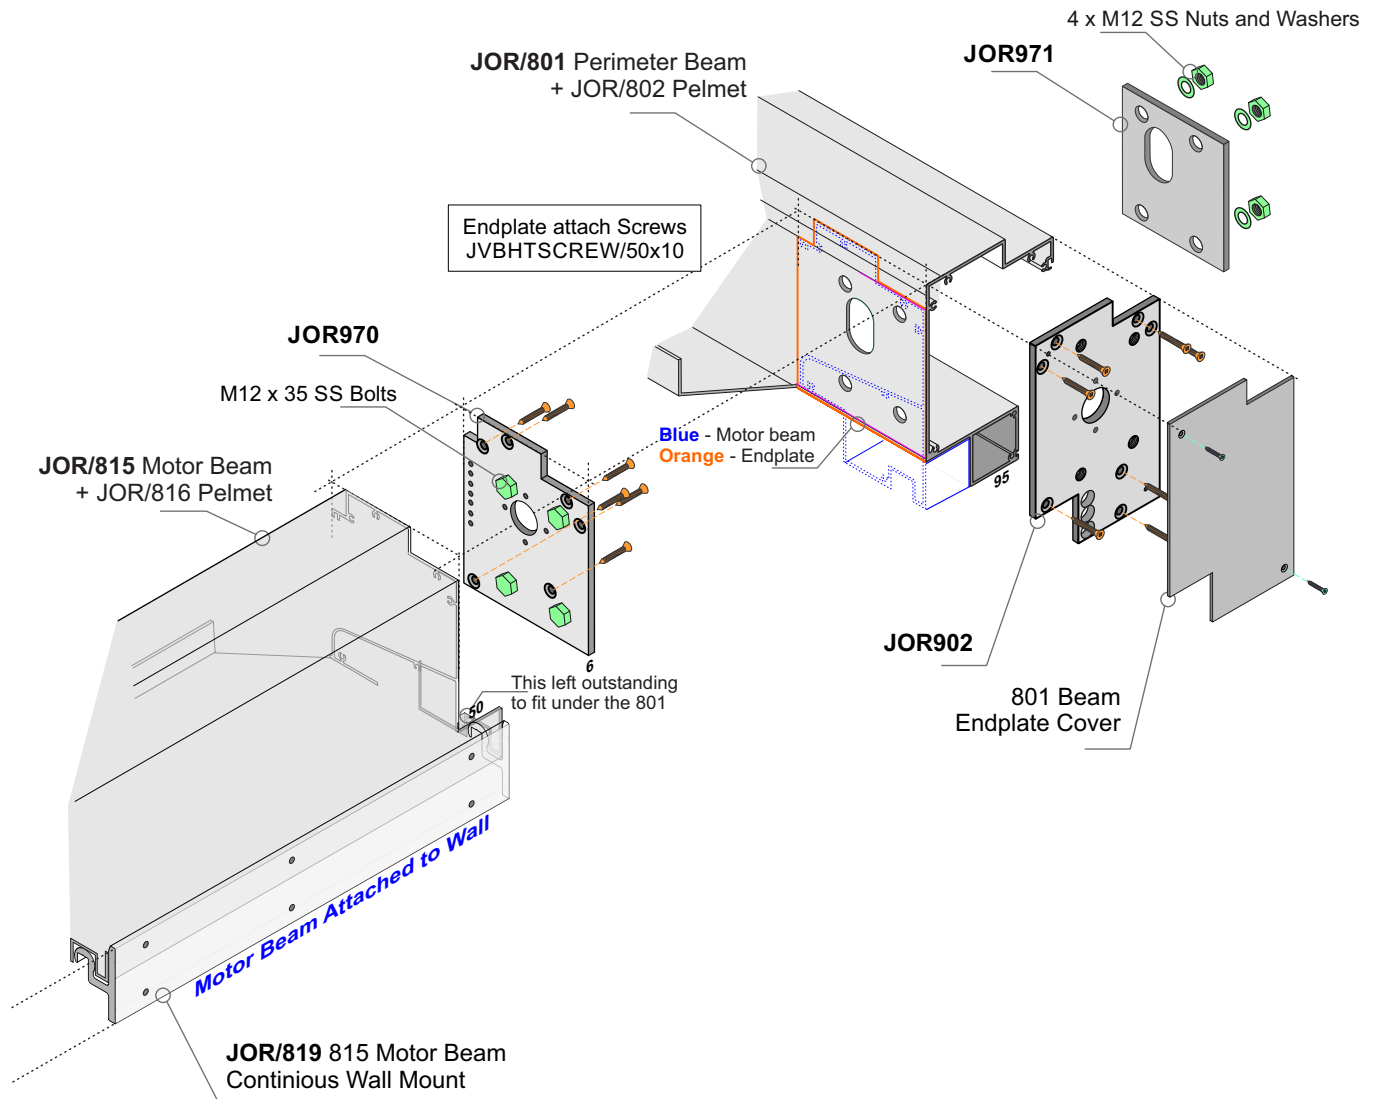 4 x M12 SS Nuts and Washers
JOR971
JOR/801 Perimeter Beam
+ JOR/802 Pelmet
Endplate attach Screws
JVBHTSCREW/50x10
JOR970
M12 x 35 SS Bolts
JOR/815 Motor Beam
+ JOR/816 Pelmet
Blue - Motor beam
Orange - Endplate
95
JOR902
801 Beam
Endplate Cover
6
This left outstanding
to fit under the 801
50
Motor Beam Attached to Wall
JOR/819 815 Motor Beam
Continious Wall Mount